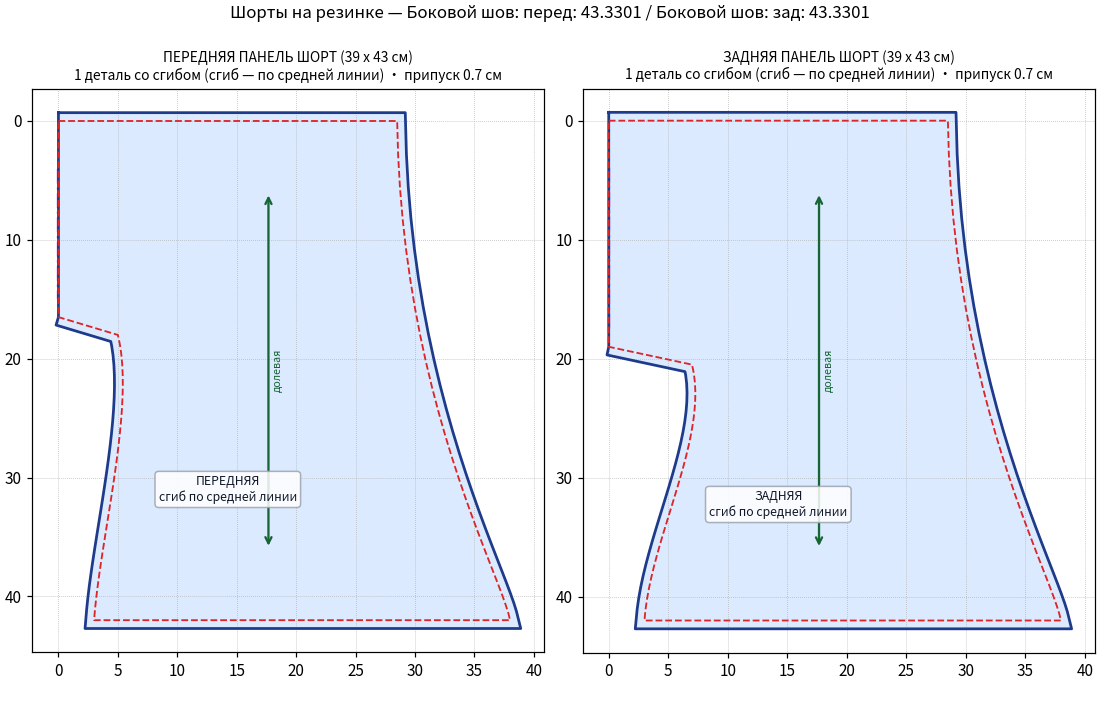 Шорты на резинке — Боковой шов: перед: 43.3301 / Боковой шов: зад: 43.3301
ПЕРЕДНЯЯ ПАНЕЛЬ ШОРТ (39 x 43 см)
1 деталь со сгибом (сгиб — по средней линии) • припуск 0.7 см
0
10
20
30
40
долевая
ПЕРЕДНЯЯ
сгиб по средней линии
0 5 10 15 20 25 30 35 40
ЗАДНЯЯ ПАНЕЛЬ ШОРТ (39 x 43 см)
1 деталь со сгибом (сгиб — по средней линии) • припуск 0.7 см
0
10
20
30
40
долевая
ЗАДНЯЯ
сгиб по средней линии
0 5 10 15 20 25 30 35 40